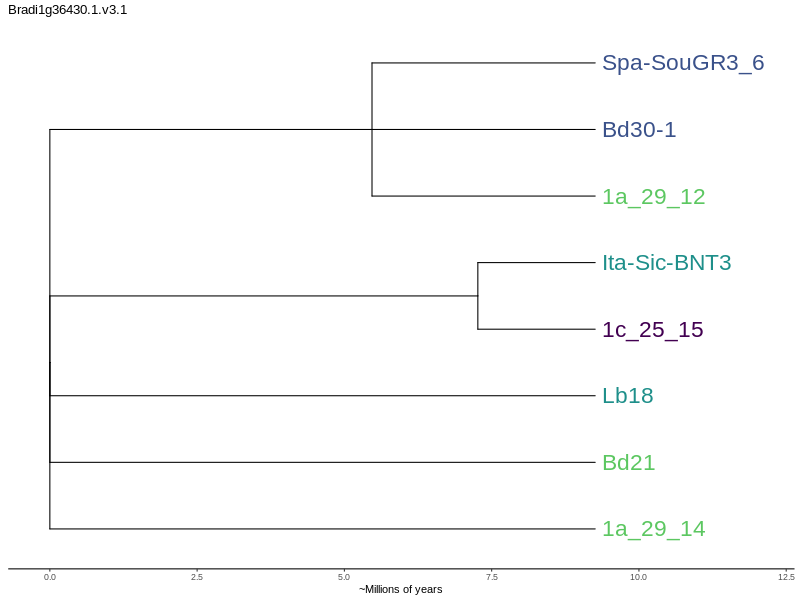 Bradi1g36430.1.v3.1
Spa-SouGR3_6
Bd30-1
1a_29_12
Ita-Sic-BNT3
1c_25_15
Lb18
Bd21
1a_29_14
0.0 2.5 5.0 7.5 10.0 12.5
~Millions of years